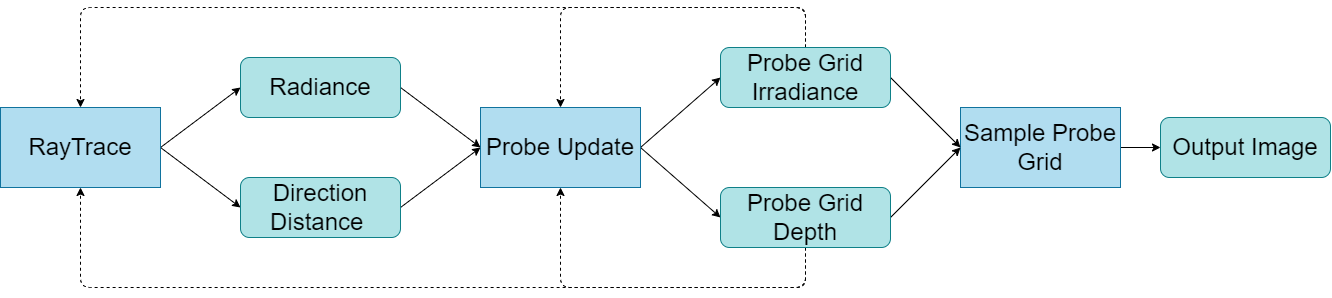 RayTrace
Radiance
Direction
Distance
Probe Update
Probe Grid
Irradiance
Probe Grid
Depth
Sample Probe
Grid
Output Image